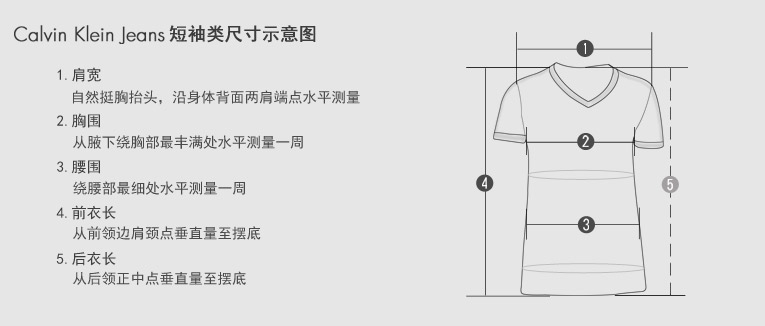 Calvin Klein Jeans 短袖类尺寸示意图
1. 肩宽
自然挺胸抬头，沿身体背面两肩端点水平测量
2. 胸围
从腋下绕胸部最丰满处水平测量一周
3. 腰围
绕腰部最细处水平测量一周
4. 前衣长
从前领边肩颈点垂直量至摆底
5. 后衣长
从后领正中点垂直量至摆底
1
2
4
5
3